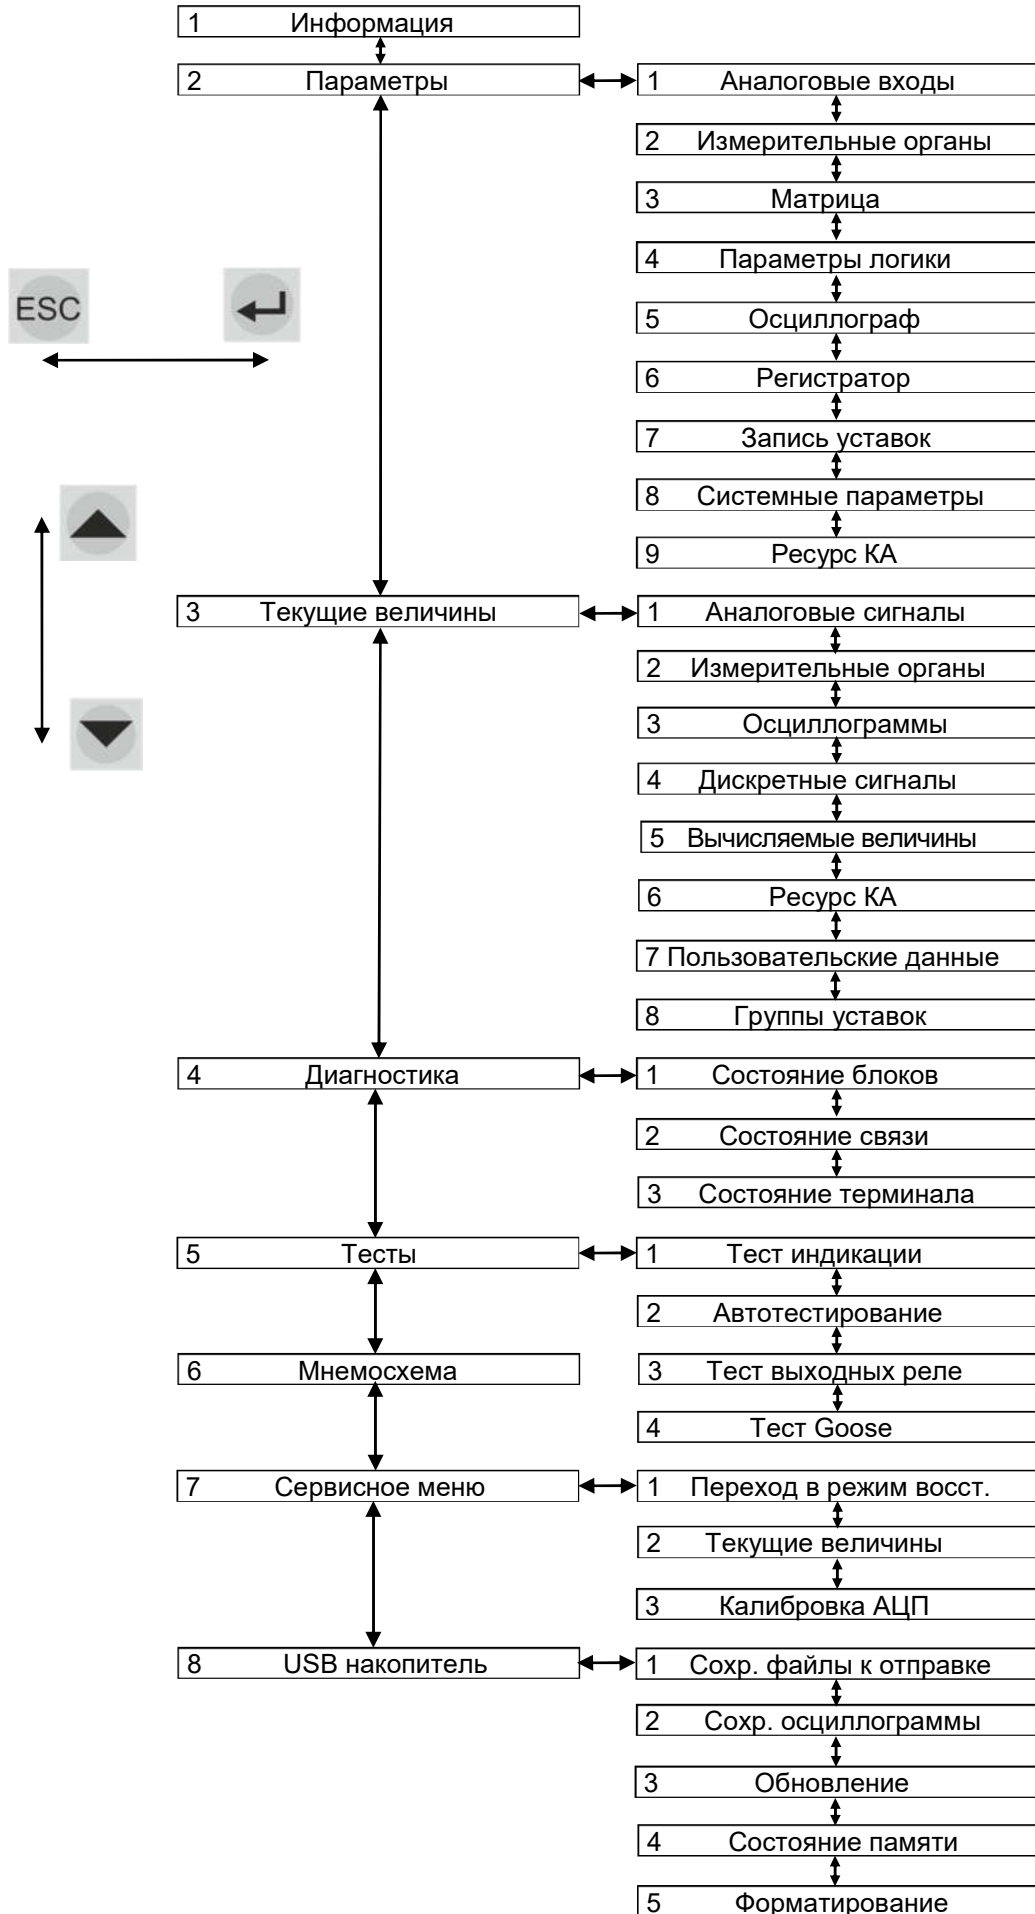 1 Информация
2 Параметры
1 Аналоговые входы
2 Измерительные органы
3 Матрица
4 Параметры логики
ESC
5 Осциллограф
6 Регистратор
7 Запись уставок
8 Системные параметры
9 Ресурс КА
3 Текущие величины
1 Аналоговые сигналы
2 Измерительные органы
3 Осциллограммы
4 Дискретные сигналы
5 Вычисляемые величины
6 Ресурс КА
7 Пользовательские данные
8 Группы уставок
4 Диагностика
1 Состояние блоков
2 Состояние связи
3 Состояние терминала
5 Тесты
1 Тест индикации
2 Автотестирование
6 Мнемосхема
3 Тест выходных реле
4 Тест Goose
7 Сервисное меню
1 Переход в режим восст.
2 Текущие величины
3 Калибровка АЦП
8 USB накопитель
1 Сохр. файлы к отправке
2 Сохр. осциллограммы
3 Обновление
4 Состояние памяти
5 Форматирование